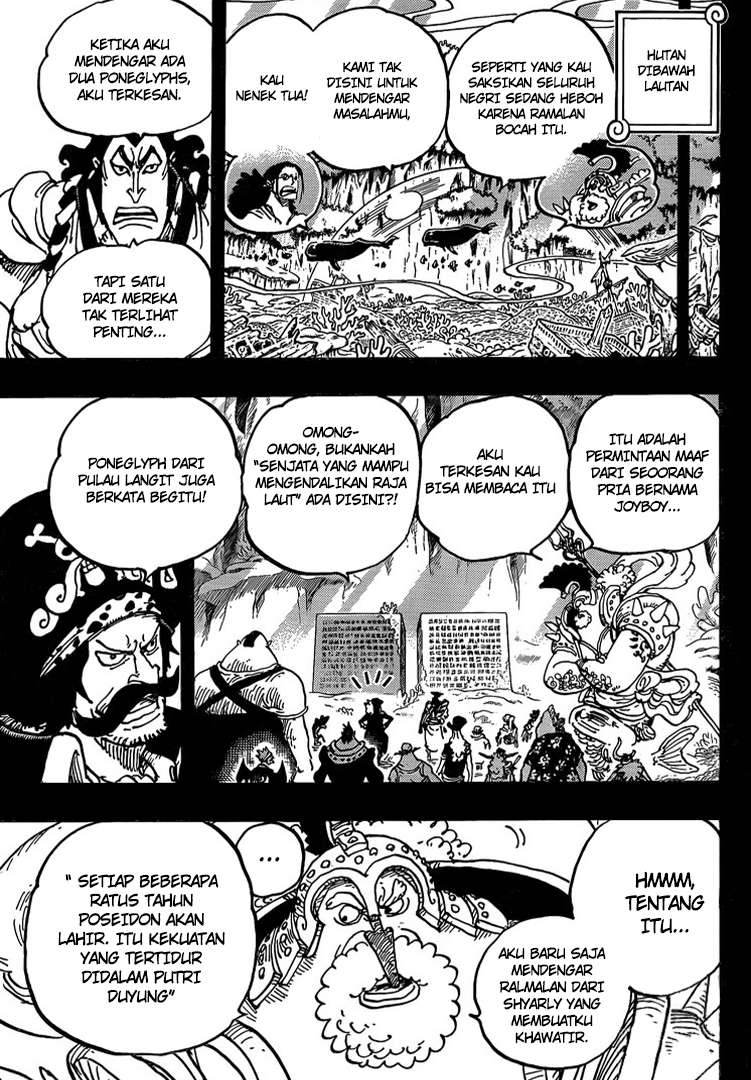 HUTAN
DIBAWAH
LAUTAN
SEPERTI YANG KAU
SAKSIKAN SELURUH
NEGRI SEDANG HEBOH
KARENA RAMALAN
BOCAH ITU.
KAMI TAK
DISINI UNTUK
MENDENGAR
MASALAHMU,
KAU
NENEK TUA!
KETIKA AKU
MENDENGAR ADA
DUA PONEGLYPHS,
AKU TERKESAN.
TAPI SATU
DARI MEREKA
TAK TERLIHAT
PENTING...
ITU ADALAH
PERMINTAAN MAAF
DARI SEOORANG
PRIA BERNAMA
JOYBOY...
AKU
TERKESAN KAU
BISA MEMBACA ITU
OMONG-
OMONG, BUKANKAH
"SENJATA YANG MAMPU
MENGENDALIKAN RAJA
LAUT" ADA DISINI?!
PONEGLYPH DARI
PULAU LANGIT JUGA
BERKATA BEGITU!
HMMM,
TENTANG
ITU...
AKU BARU SAJA
MENDENGAR
RALMALAN DARI
SHYARLY YANG
MEMBUATKU
KHAWATIR.
...
" SETIAP BEBERAPA
RATUS TAHUN
POSEIDON AKAN
LAHIR. ITU KEKUATAN
YANG TERTIDUR
DIDALAM PUTRI
DUYUNG"